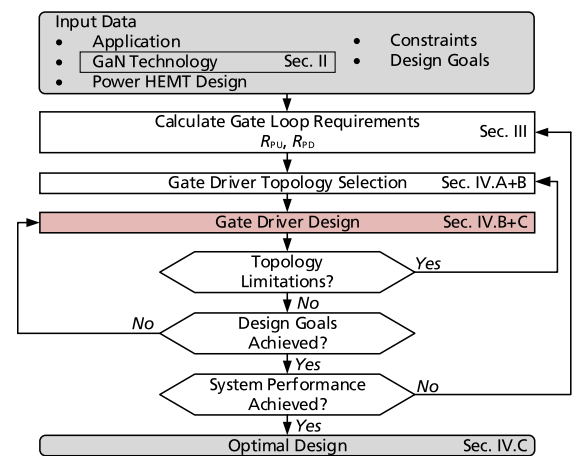 Input Data
• Application
• GaN Technology Sec. II
• Power HEMT Design
• Constraints
• Design Goals
Calculate Gate Loop Requirements
R_PU, R_PD
Sec. III
Gate Driver Topology Selection Sec. IV.A+B
Gate Driver Design Sec. IV.B+C
Topology
Limitations?
Yes
No
Design Goals
Achieved?
No
Yes
System Performance
Achieved?
No
Yes
Optimal Design Sec. IV.C